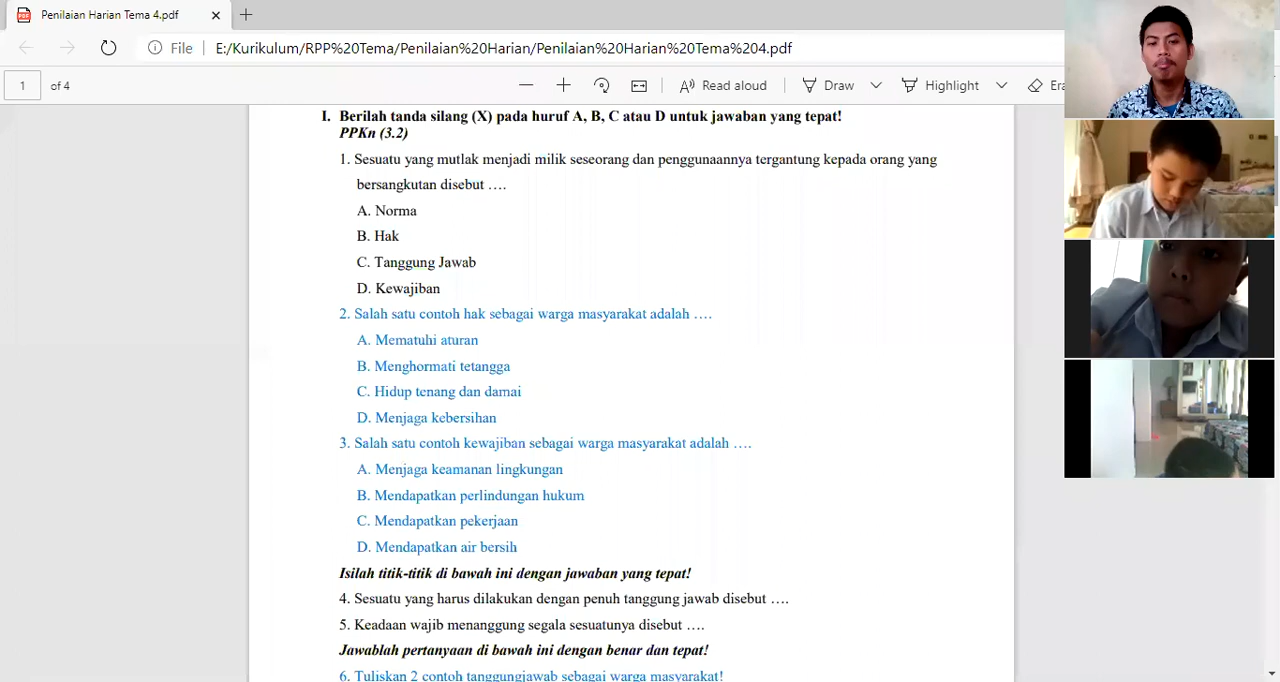 Penilaian Harian Tema 4.pdf
File
E:/Kurikulum/RPP%20Tema/Penilaian%20Harian/Penilaian%20Harian%20Tema%204.pdf
1 of 4
Read aloud
Draw
Highlight
I. Berilah tanda silang (X) pada huruf A, B, C atau D untuk jawaban yang tepat!
PPKn (3.2)
1. Sesuatu yang mutlak menjadi milik seseorang dan penggunaannya tergantung kepada orang yang
bersangkutan disebut ….
A. Norma
B. Hak
C. Tanggung Jawab
D. Kewajiban
2. Salah satu contoh hak sebagai warga masyarakat adalah ….
A. Mematuhi aturan
B. Menghormati tetangga
C. Hidup tenang dan damai
D. Menjaga kebersihan
3. Salah satu contoh kewajiban sebagai warga masyarakat adalah ….
A. Menjaga keamanan lingkungan
B. Mendapatkan perlindungan hukum
C. Mendapatkan pekerjaan
D. Mendapatkan air bersih
Isilah titik-titik di bawah ini dengan jawaban yang tepat!
4. Sesuatu yang harus dilakukan dengan penuh tanggung jawab disebut ….
5. Keadaan wajib menanggung segala sesuatunya disebut ….
Jawablah pertanyaan di bawah ini dengan benar dan tepat!
6. Tuliskan 2 contoh tanggungjawab sebagai warga masyarakat!